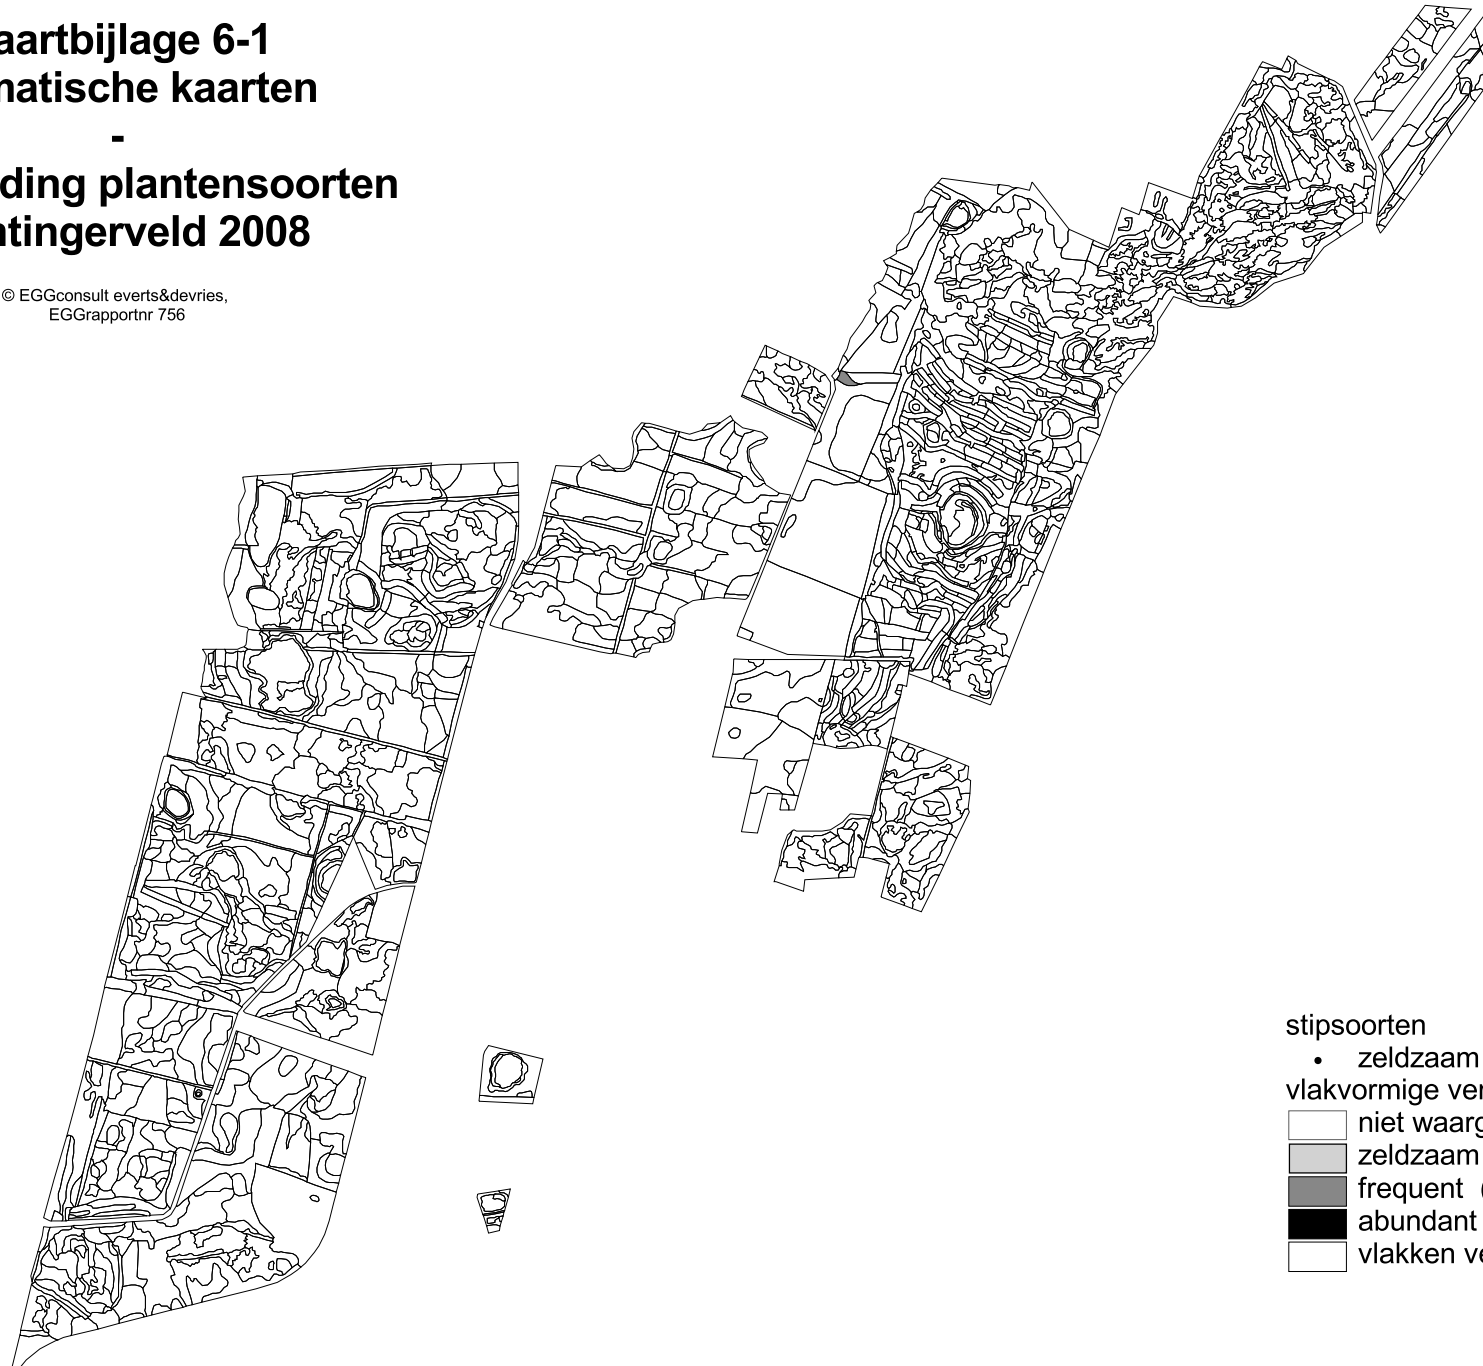 aartbijlage 6-1
matische kaarten
-
ding plantensoorten
ntingerveld 2008
© EGGconsult everts&devries,
EGGrapportnr 756
stipsoorten
• zeldzaam
vlakvormige ver
niet waarg
zeldzaam
frequent (
abundant
vlakken ve